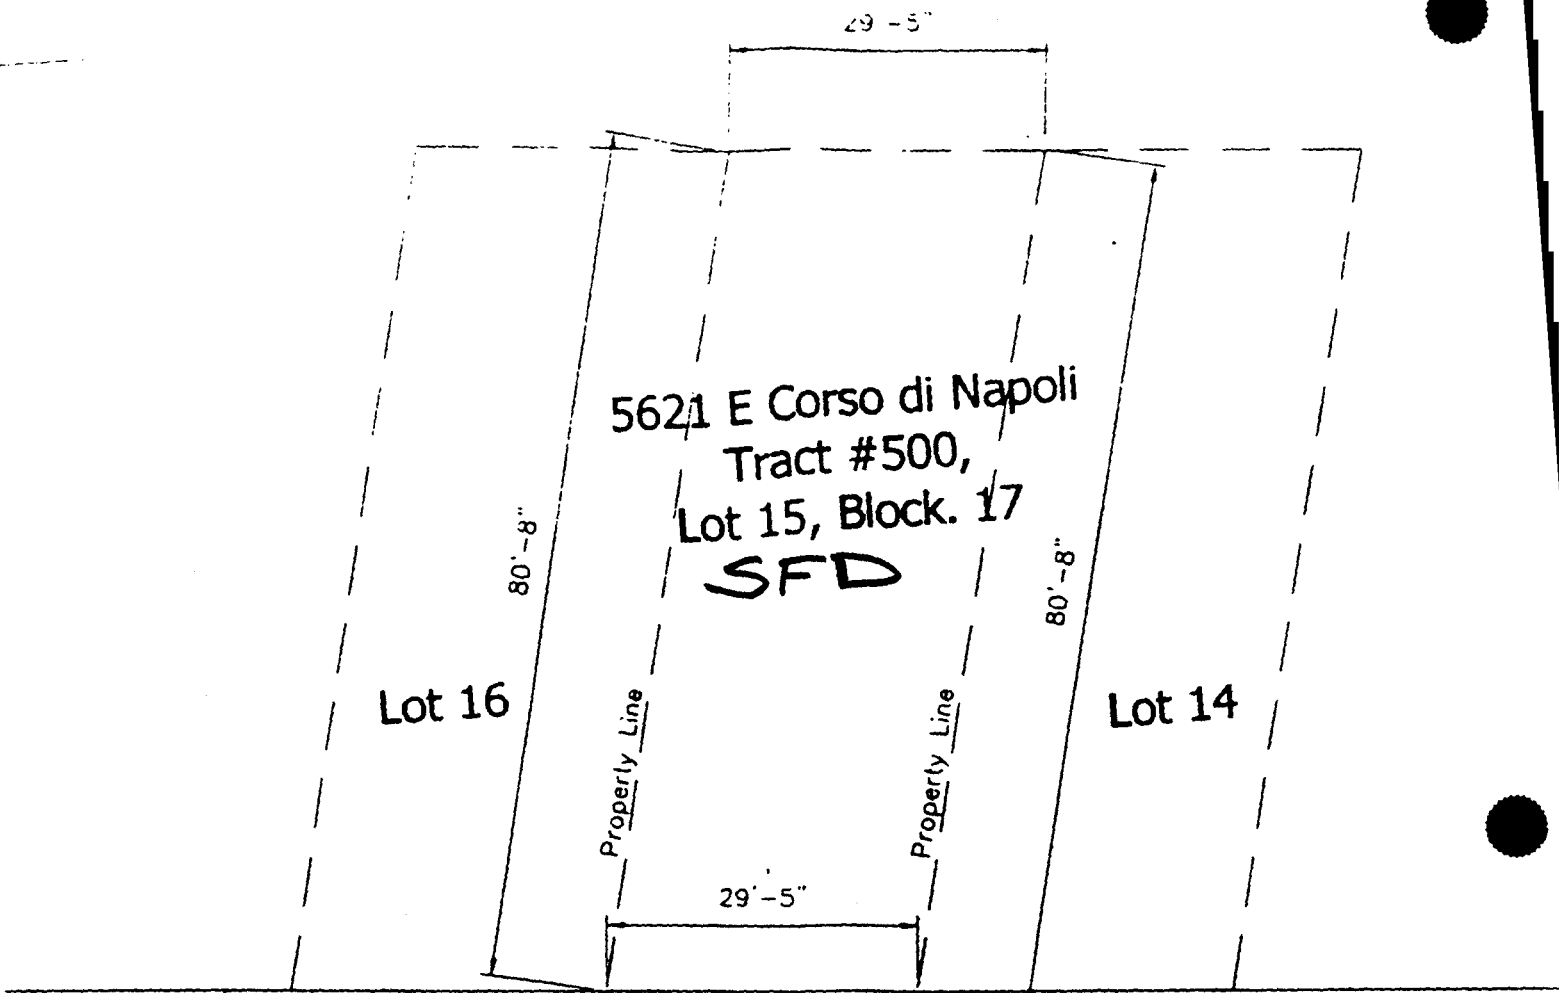 29'-5"
5621 E Corso di Napoli
Tract #500,
Lot 15, Block. 17
SFD
80'-8"
80'-8"
Lot 16
Lot 14
Property Line
Property Line
29'-5"